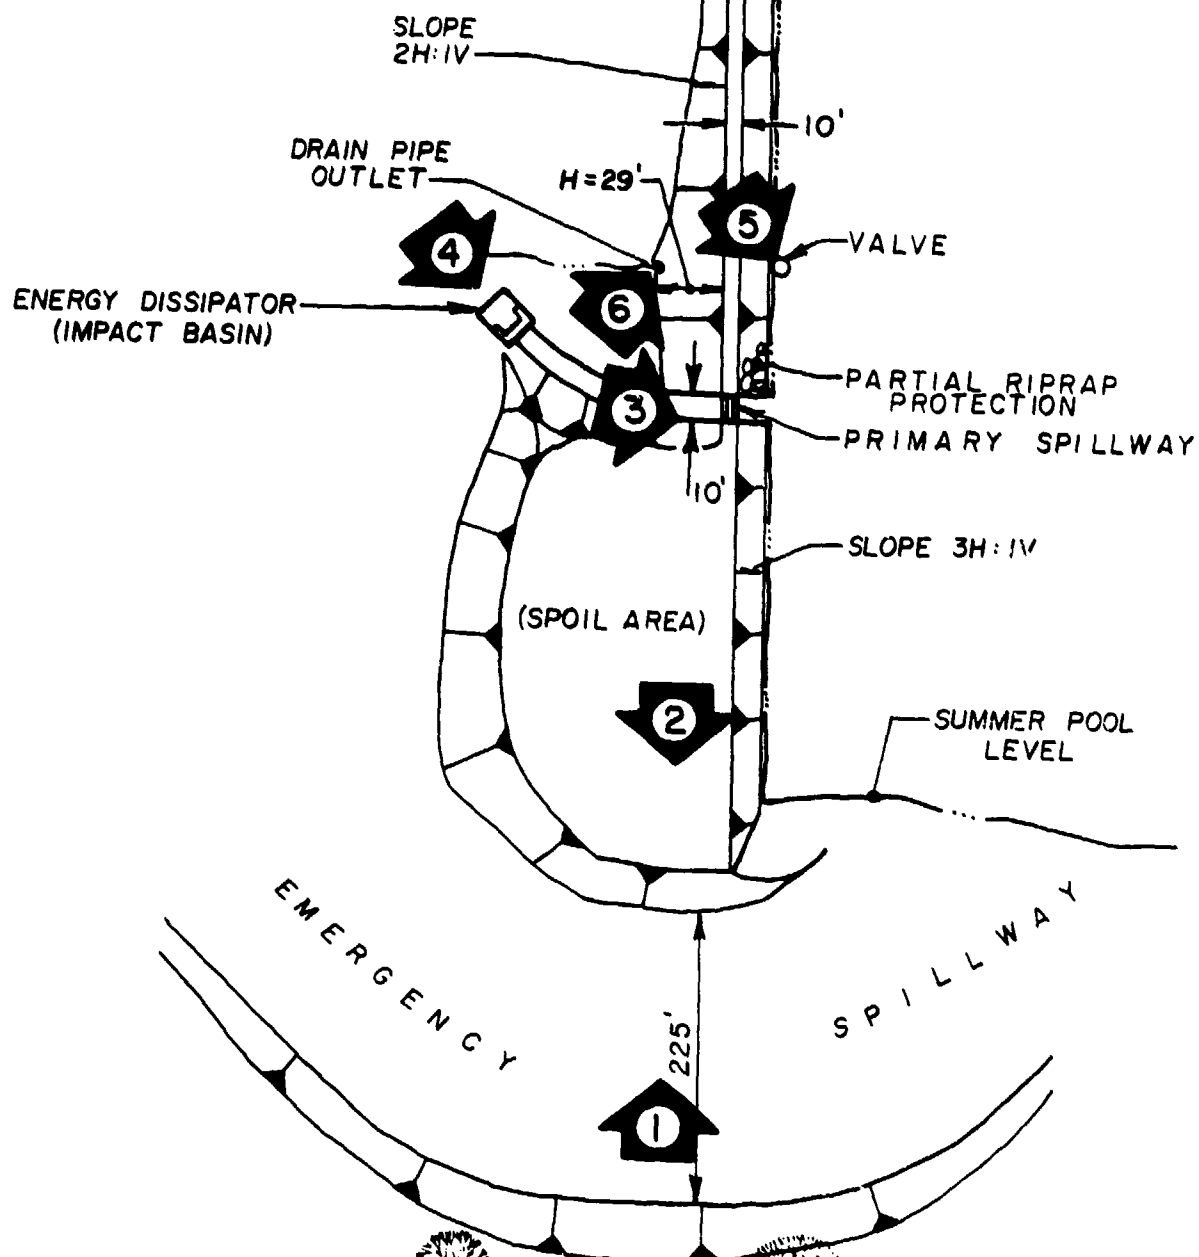 SLOPE
2H:1V
10'
DRAIN PIPE
OUTLET
H=29'
5
VALVE
4
ENERGY DISSIPATOR
(IMPACT BASIN)
6
3
PARTIAL RIPRAP
PROTECTION
PRIMARY SPILLWAY
10'
SLOPE 3H:1V
(SPOIL AREA)
2
SUMMER POOL
LEVEL
EMERGENCY
SPILLWAY
225'
1